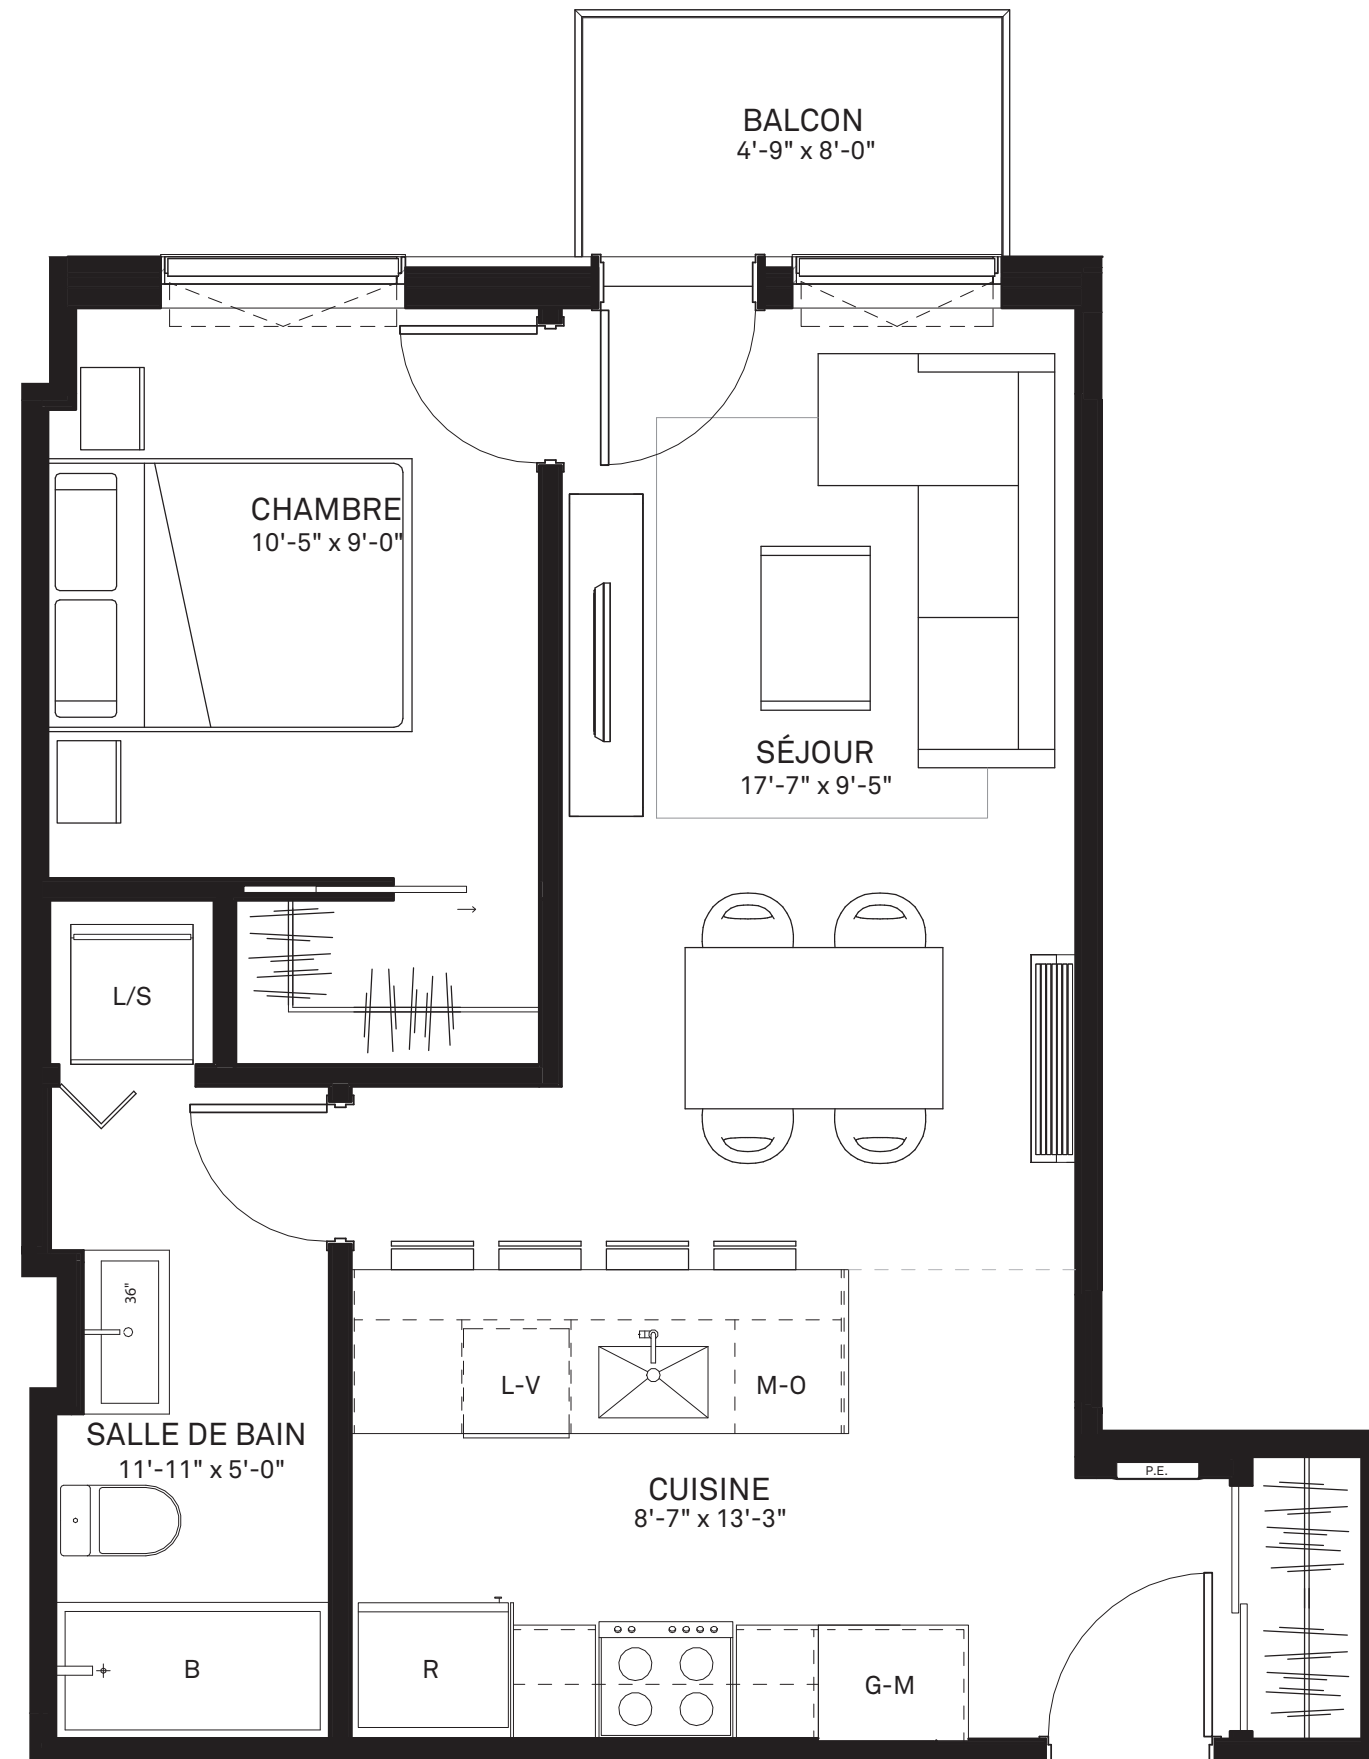 BALCON
4'-9" x 8'-0"
CHAMBRE
10'-5" x 9'-0"
SÉJOUR
17'-7" x 9'-5"
L/S
36"
L-V
M-O
SALLE DE BAIN
11'-11" x 5'-0"
CUISINE
8'-7" x 13'-3"
P.E.
B
R
G-M